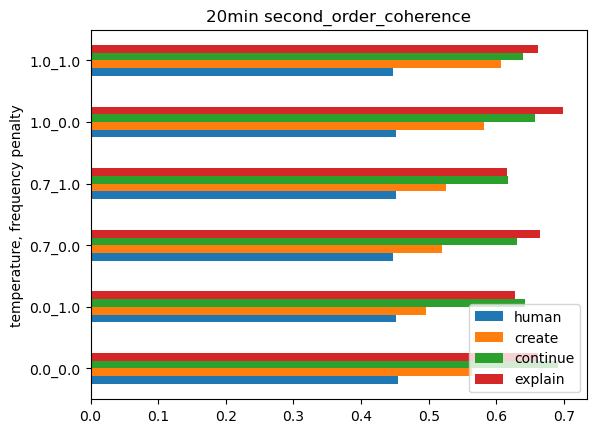 20min second_order_coherence
temperature, frequency penalty
1.0_1.0
1.0_0.0
0.7_1.0
0.7_0.0
0.0_1.0
0.0_0.0
human
create
continue
explain
0.0 0.1 0.2 0.3 0.4 0.5 0.6 0.7